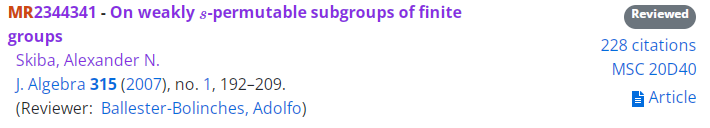 MR2344341 - On weakly s-permutable subgroups of finite
groups
Skiba, Alexander N.
J. Algebra 315 (2007), no. 1, 192–209.
(Reviewer: Ballester-Bolinches, Adolfo)
Reviewed
228 citations
MSC 20D40
Article